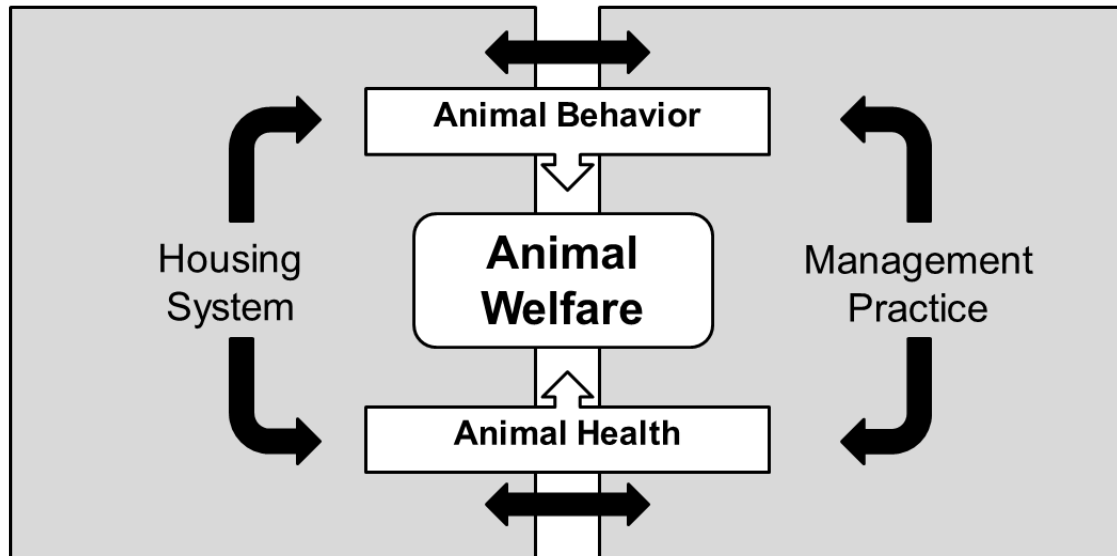 Animal Behavior
Housing
System
Animal
Welfare
Management
Practice
Animal Health